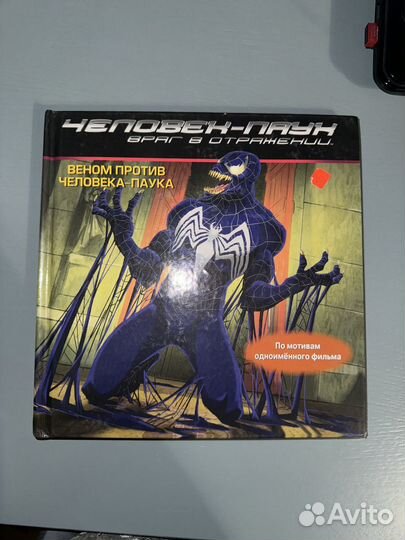 ЧЕЛОВЕК-ПАУК
ВРАГ В ОТРАЖЕНИИ
ВЕНОМ ПРОТИВ
ЧЕЛОВЕКА-ПАУКА
По мотивам
одноимённого фильма
Avito